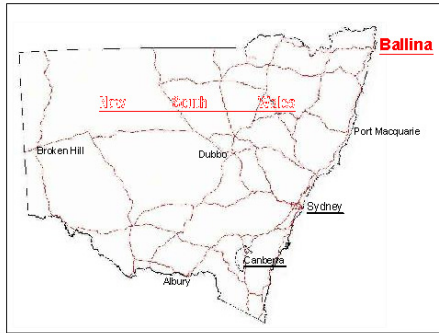 Ballina
New South Wales
Port Macquarie
Broken Hill
Dubbo
Sydney
Canberra
Albury